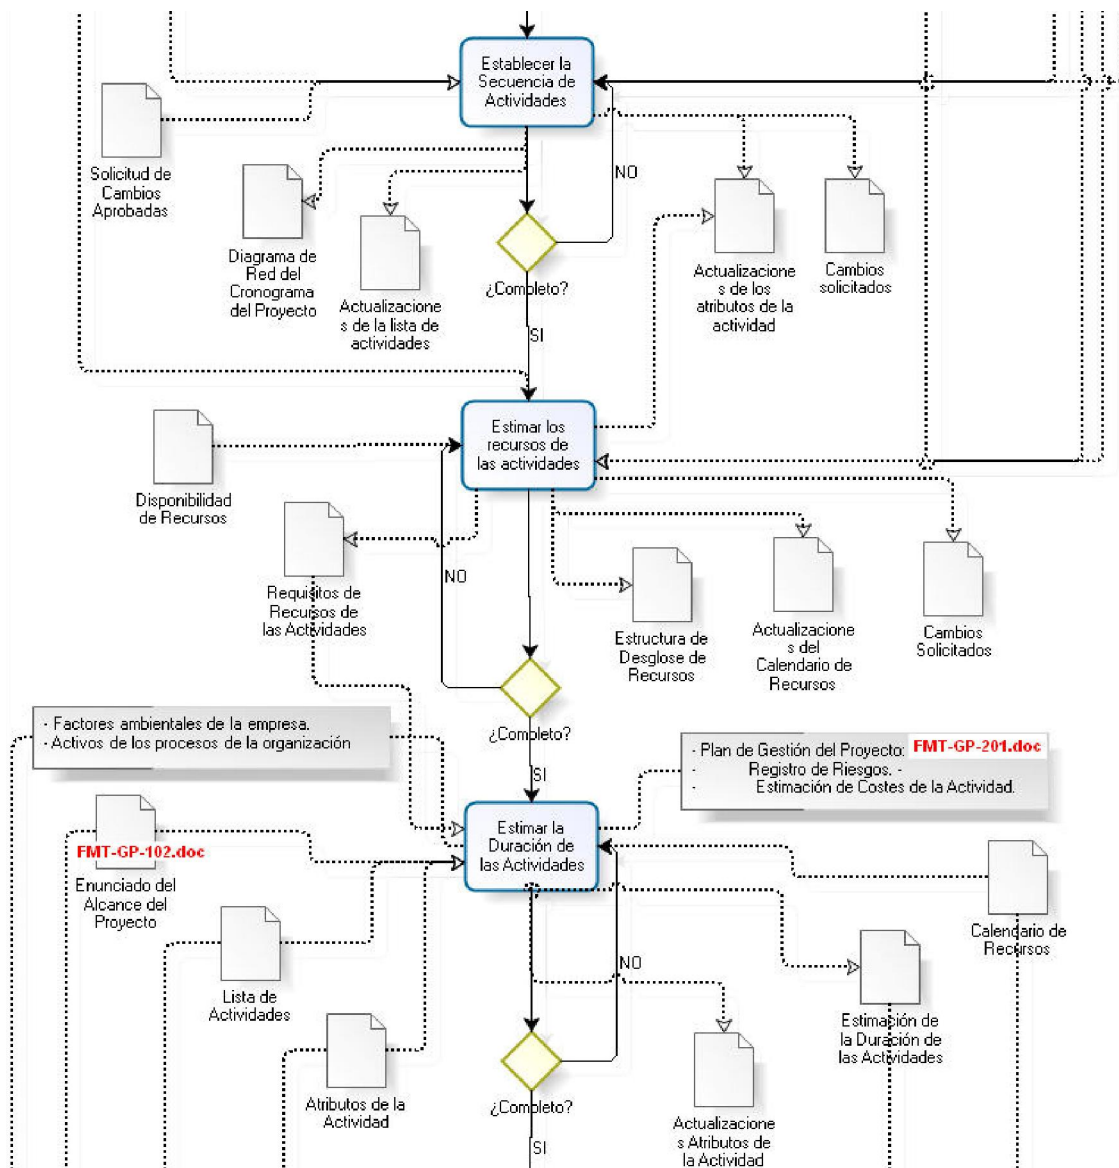 Establecer la
Secuencia de
Actividades
Solicitud de
Cambios
Aprobadas
NO
Diagrama de
Red del
Cronograma
del Proyecto
Actualizacione
s de la lista de
actividades
¿Completo?
Actualizacione
s de los
atributos de la
actividad
Cambios
solicitados
SI
Estimar los
recursos de
las actividades
Disponibilidad
de Recursos
Requisitos de
Recursos de
las Actividades
NO
Estructura de
Desglose de
Recursos
Actualizacione
s del
Calendario de
Recursos
Cambios
Solicitados
¿Completo?
- Factores ambientales de la empresa.
- Activos de los procesos de la organización
SI
- Plan de Gestión del Proyecto: FMT-GP-201.doc
- Registro de Riesgos. -
- Estimación de Costes de la Actividad.
Estimar la
Duración de
las Actividades
FMT-GP-102.doc
Enunciado del
Alcance del
Proyecto
Calendario de
Recursos
Lista de
Actividades
NO
Estimación de
la Duración de
las Actividades
Atributos de la
Actividad
¿Completo?
Actualizacione
s Atributos de
la Actividad
SI